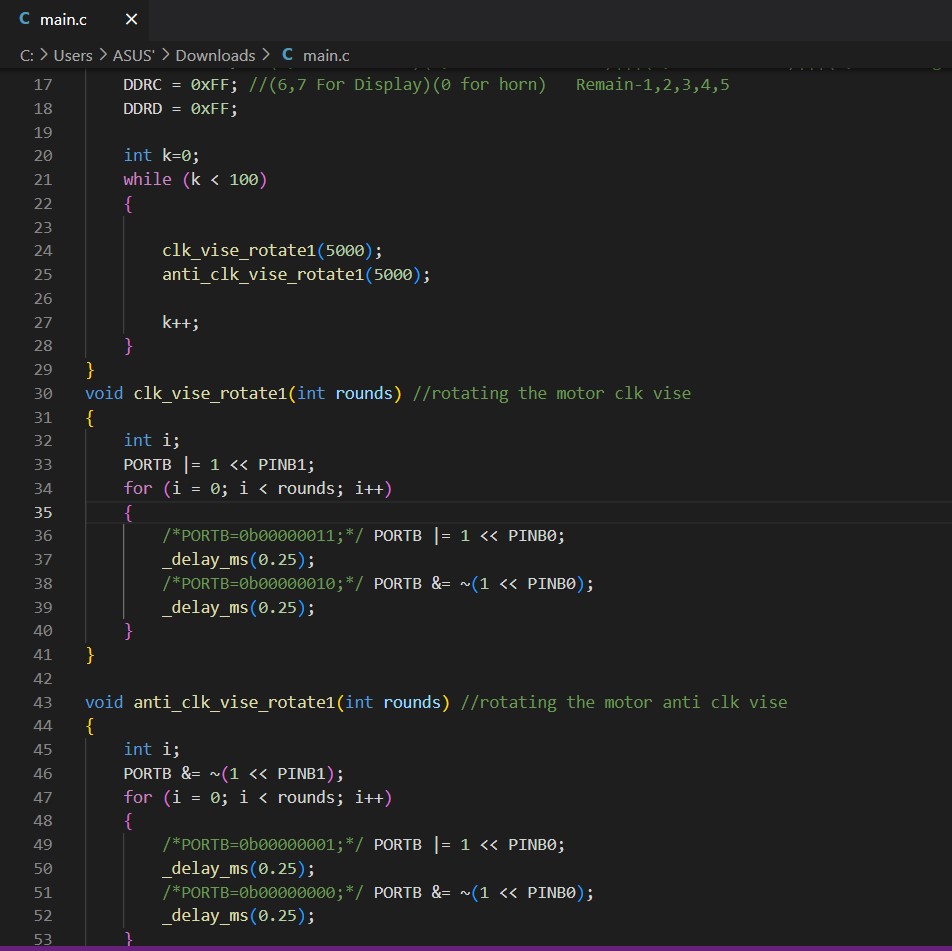 C main.c ×
C: > Users > ASUS' > Downloads > C main.c
17 DDRC = 0xFF; //(6,7 For Display)(0 for horn) Remain-1,2,3,4,5
18 DDRD = 0xFF;
19
20 int k=0;
21 while (k < 100)
22 {
23
24 clk_vise_rotate1(5000);
25 anti_clk_vise_rotate1(5000);
26
27 k++;
28 }
29 }
30 void clk_vise_rotate1(int rounds) //rotating the motor clk vise
31 {
32 int i;
33 PORTB |= 1 << PINB1;
34 for (i = 0; i < rounds; i++)
35 {
36 /*PORTB=0b00000011;*/ PORTB |= 1 << PINB0;
37 _delay_ms(0.25);
38 /*PORTB=0b00000010;*/ PORTB &= ~(1 << PINB0);
39 _delay_ms(0.25);
40 }
41 }
42
43 void anti_clk_vise_rotate1(int rounds) //rotating the motor anti clk vise
44 {
45 int i;
46 PORTB &= ~(1 << PINB1);
47 for (i = 0; i < rounds; i++)
48 {
49 /*PORTB=0b00000001;*/ PORTB |= 1 << PINB0;
50 _delay_ms(0.25);
51 /*PORTB=0b00000000;*/ PORTB &= ~(1 << PINB0);
52 _delay_ms(0.25);
53 }